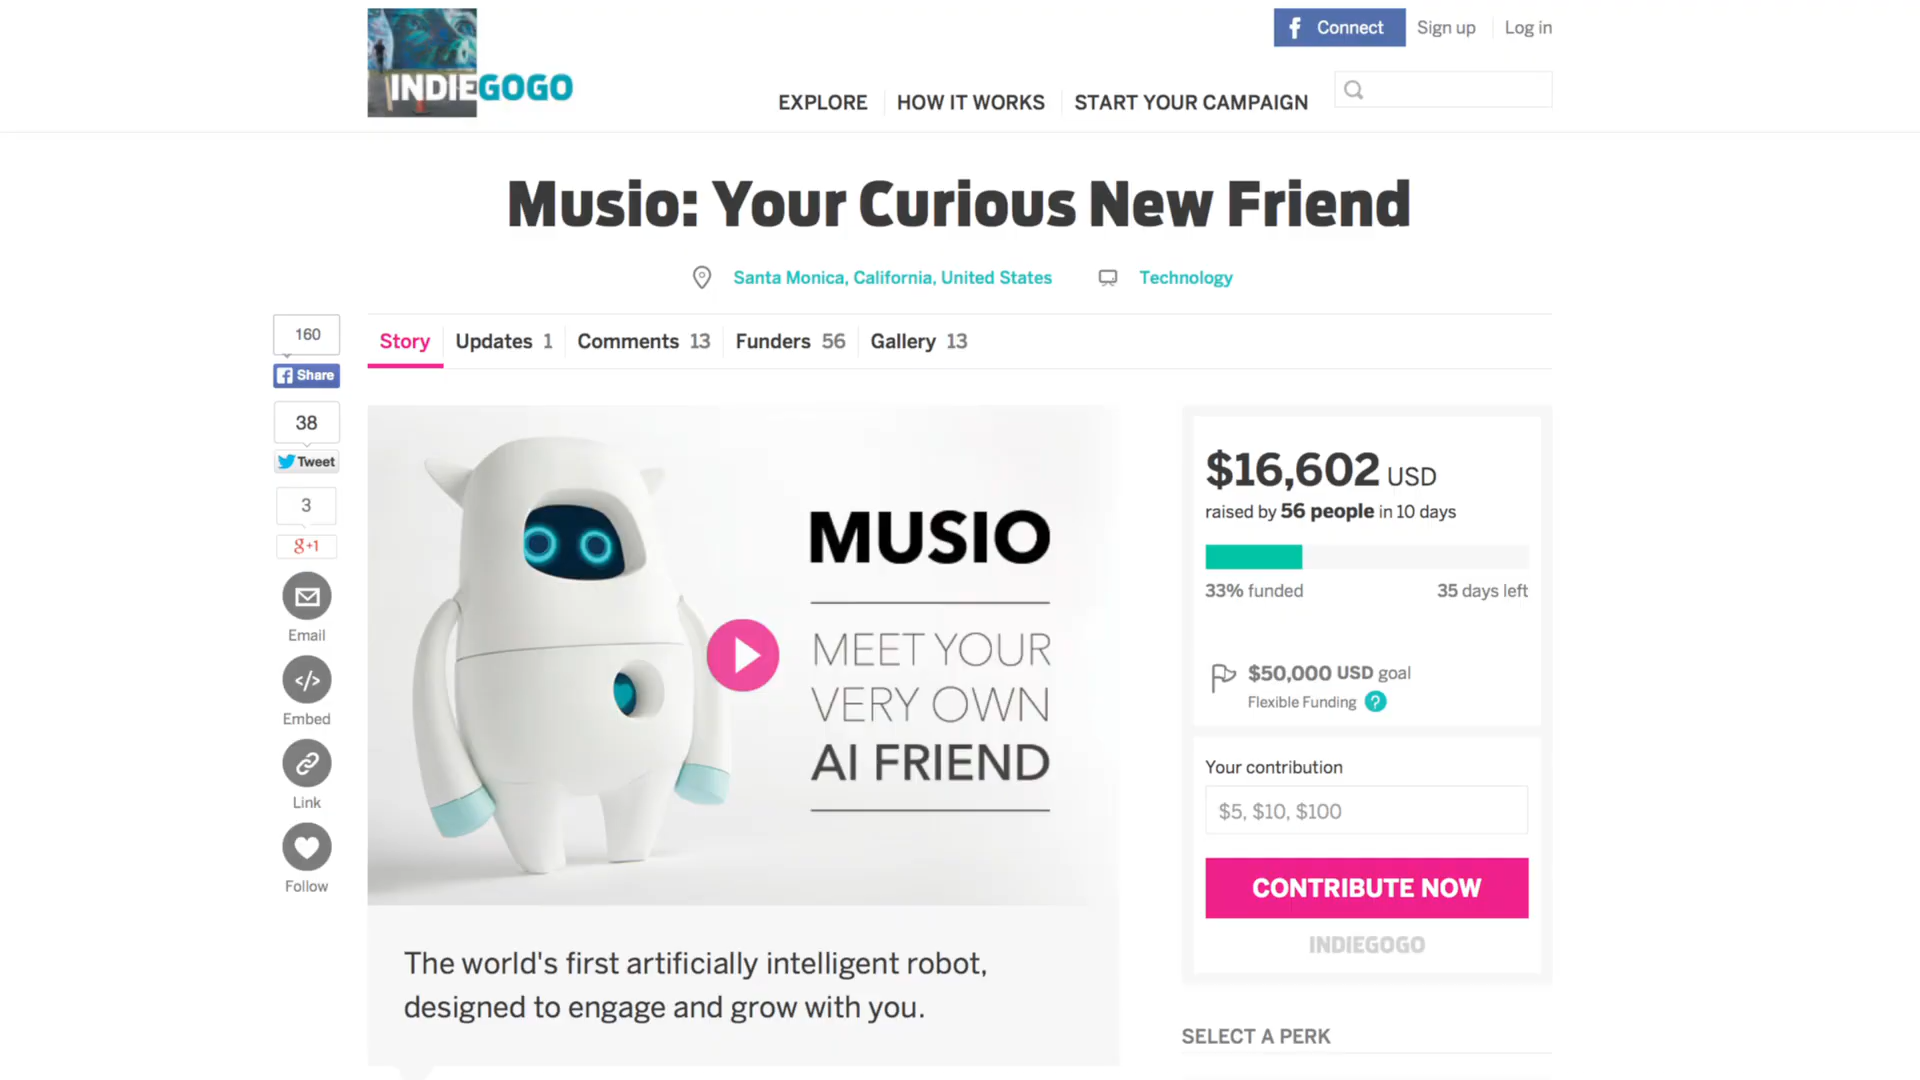 INDIEGOGO
Connect
Sign up
Log in
EXPLORE
HOW IT WORKS
START YOUR CAMPAIGN
Musio: Your Curious New Friend
Santa Monica, California, United States
Technology
Story
Updates 1
Comments 13
Funders 56
Gallery 13
160
Share
38
Tweet
3
g+1
Email
</>
Embed
Link
Follow
MUSIO
MEET YOUR
VERY OWN
AI FRIEND
The world's first artificially intelligent robot,
designed to engage and grow with you.
$16,602 USD
raised by 56 people in 10 days
33% funded
35 days left
$50,000 USD goal
Flexible Funding ?
Your contribution
$5, $10, $100
CONTRIBUTE NOW
INDIEGOGO
SELECT A PERK